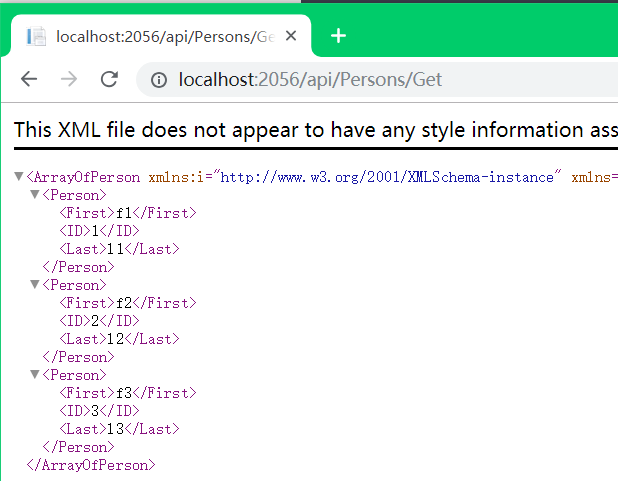 localhost:2056/api/Persons/Ge
localhost:2056/api/Persons/Get
This XML file does not appear to have any style information ass
<ArrayOfPerson xmlns:i="http://www.w3.org/2001/XMLSchema-instance" xmlns=
<Person>
<First>f1</First>
<ID>1</ID>
<Last>l1</Last>
</Person>
<Person>
<First>f2</First>
<ID>2</ID>
<Last>l2</Last>
</Person>
<Person>
<First>f3</First>
<ID>3</ID>
<Last>l3</Last>
</Person>
</ArrayOfPerson>